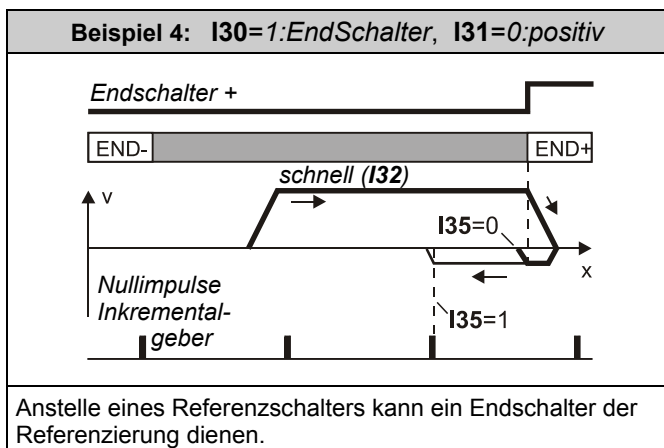 Beispiel 4: I30=1:EndSchalter, I31=0:positiv
Endschalter +
END-
END+
schnell (I32)
v
I35=0
x
Nullimpulse
Inkremental-
geber
I35=1
Anstelle eines Referenzschalters kann ein Endschalter der
Referenzierung dienen.